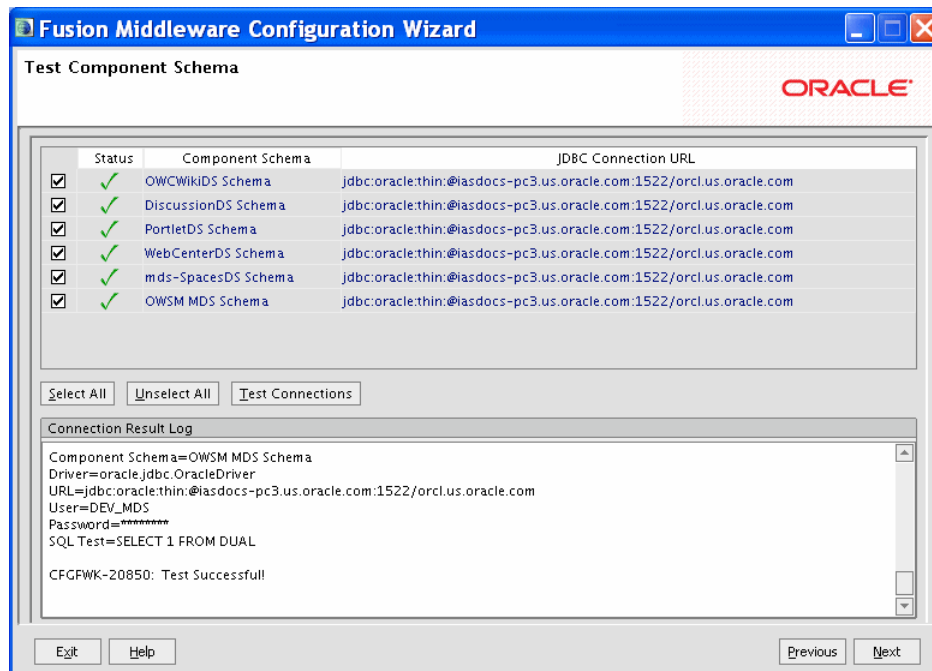 Fusion Middleware Configuration Wizard
Test Component Schema
ORACLE
Status Component Schema JDBC Connection URL
OWCWikiDS Schema jdbc:oracle:thin:@iasdocs-pc3.us.oracle.com:1522/orcl.us.oracle.com
DiscussionDS Schema jdbc:oracle:thin:@iasdocs-pc3.us.oracle.com:1522/orcl.us.oracle.com
PortletDS Schema jdbc:oracle:thin:@iasdocs-pc3.us.oracle.com:1522/orcl.us.oracle.com
WebCenterDS Schema jdbc:oracle:thin:@iasdocs-pc3.us.oracle.com:1522/orcl.us.oracle.com
mds-SpacesDS Schema jdbc:oracle:thin:@iasdocs-pc3.us.oracle.com:1522/orcl.us.oracle.com
OWSM MDS Schema jdbc:oracle:thin:@iasdocs-pc3.us.oracle.com:1522/orcl.us.oracle.com
Select All Unselect All Test Connections
Connection Result Log
Component Schema=OWSM MDS Schema
Driver=oracle.jdbc.OracleDriver
URL=jdbc:oracle:thin:@iasdocs-pc3.us.oracle.com:1522/orcl.us.oracle.com
User=DEV_MDS
Password=********
SQL Test=SELECT 1 FROM DUAL
CFGFWK-20850: Test Successful!
Exit Help Previous Next